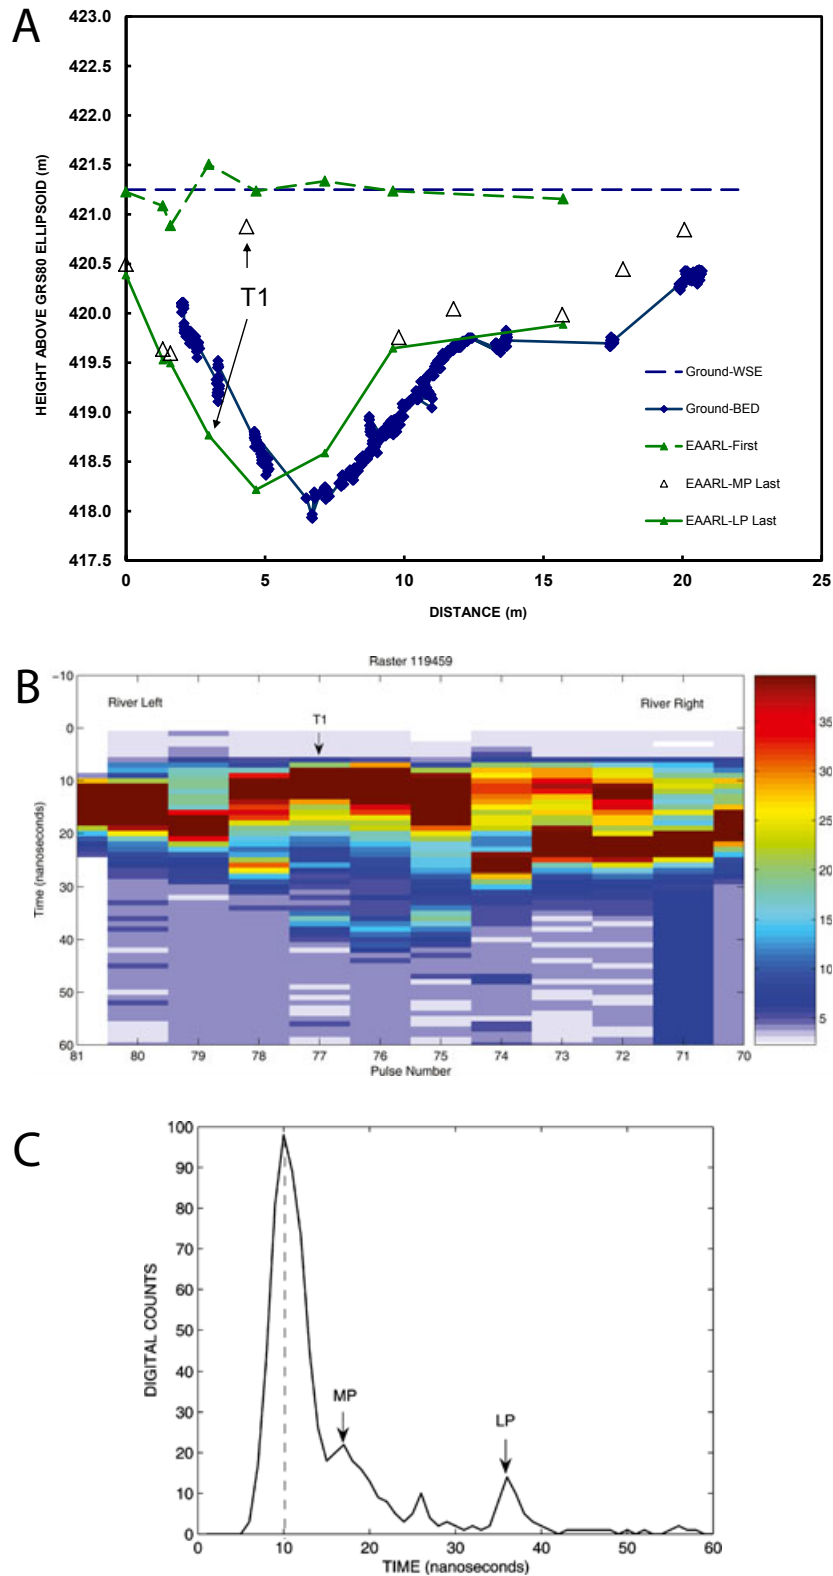 A
423.0
422.5
422.0
421.5
421.0
420.5
420.0
419.5
419.0
418.5
418.0
417.5
HEIGHT ABOVE GRS80 ELLIPSOID (m)
T1
Ground-WSE
Ground-BED
EAARL-First
EAARL-MP Last
EAARL-LP Last
0 5 10 15 20 25
DISTANCE (m)
B
Raster 119459
River Left
T1
River Right
-10
0
10
20
30
40
50
60
Time (nanoseconds)
81 80 79 78 77 76 75 74 73 72 71 70
Pulse Number
35
30
25
20
15
10
5
C
100
90
80
70
60
50
40
30
20
10
0
DIGITAL COUNTS
MP
LP
0 10 20 30 40 50 60
TIME (nanoseconds)